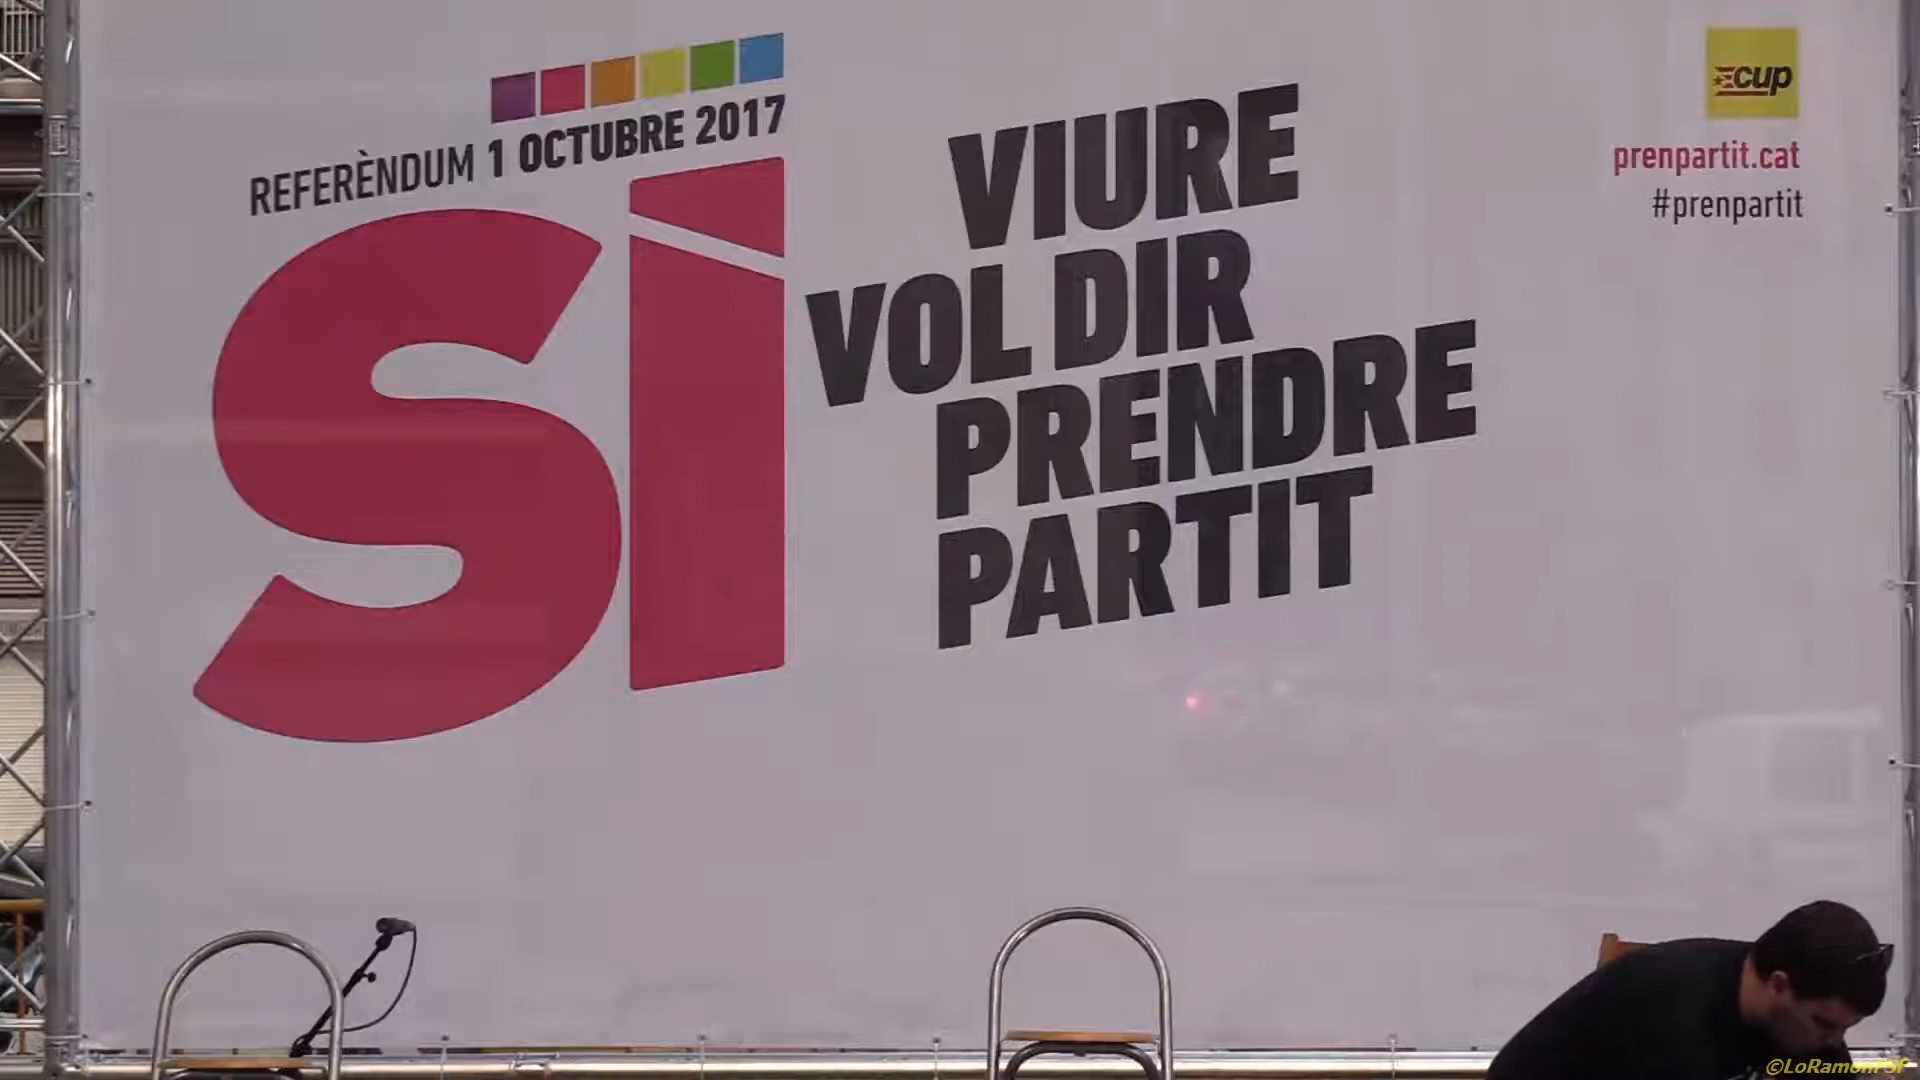 REFERÈNDUM 1 OCTUBRE 2017
SÍ
VIURE
VOL DIR
PRENDRE
PARTIT
cup
prenpartit.cat
#prenpartit
©LoRamonFSF